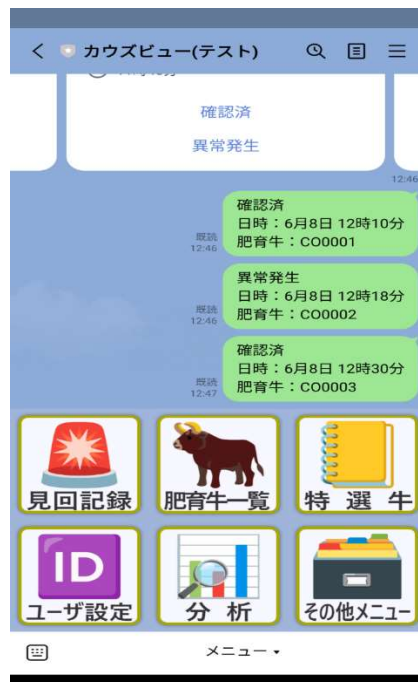 カウズビュー(テスト)
確認済
異常発生
12:46
確認済
日時：6月8日 12時10分
肥育牛：CO0001
既読
12:46
異常発生
日時：6月8日 12時18分
肥育牛：CO0002
既読
12:46
確認済
日時：6月8日 12時30分
肥育牛：CO0003
既読
12:47
見回記録
肥育牛一覧
特 選 牛
ID
ユーザ設定
分 析
その他メニュー
メニュー